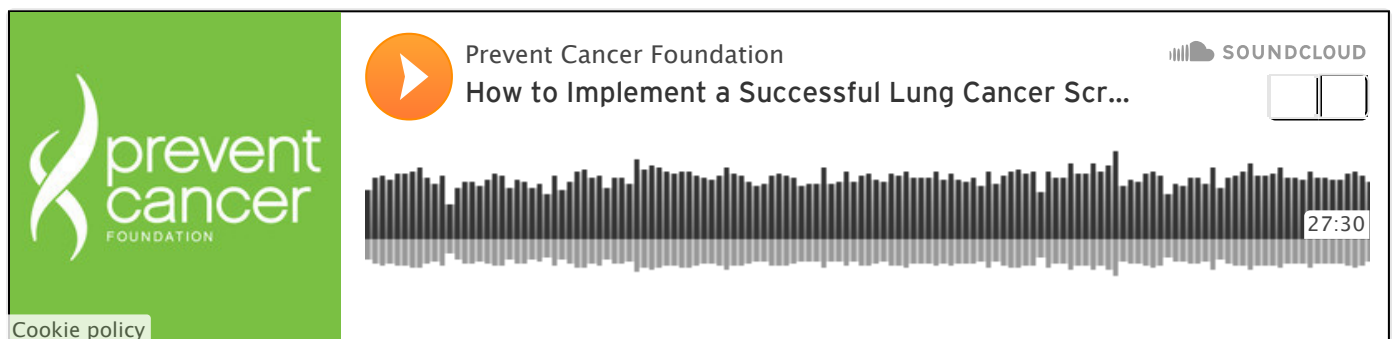 prevent
cancer
FOUNDATION
Cookie policy
Prevent Cancer Foundation
How to Implement a Successful Lung Cancer Scr...
SOUNDCLOUD
27:30